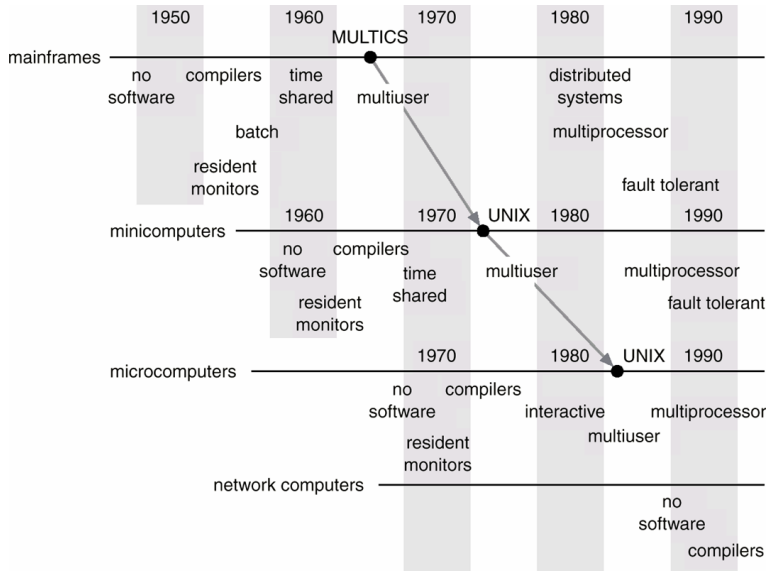 1950 1960 1970 1980 1990
MULTICS
mainframes
no compilers time distributed
software shared multiuser systems
batch multiprocessor
resident
monitors fault tolerant
1960 1970 UNIX 1980 1990
minicomputers
no compilers
software time multiuser multiprocessor
shared
resident fault tolerant
monitors
1970 1980 UNIX 1990
microcomputers
no compilers
software interactive multiprocessor
resident multiuser
monitors
network computers
no
software
compilers